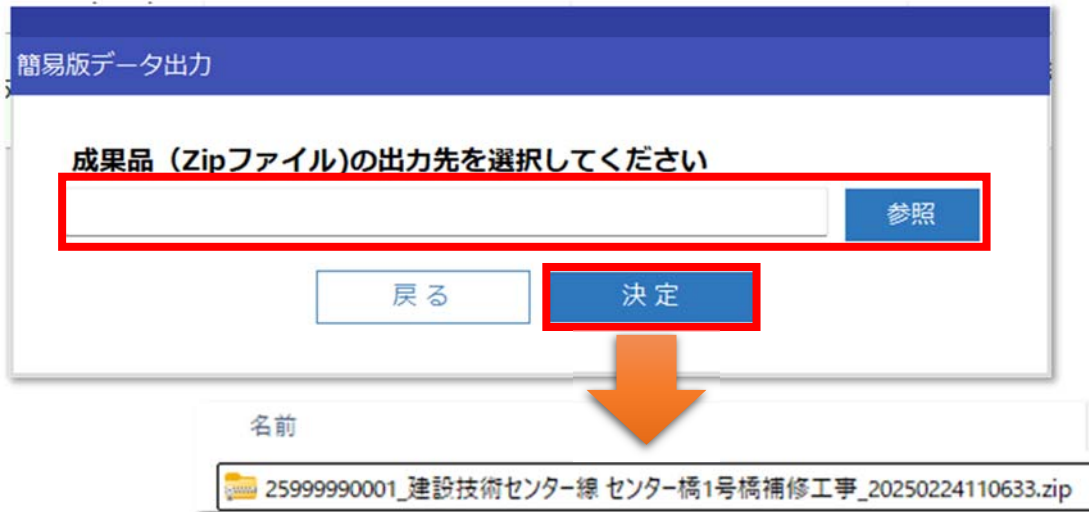 簡易版データ出力
成果品（Zipファイル)の出力先を選択してください
参照
戻る
決定
名前
25999990001_建設技術センター線 センター橋1号橋補修工事_20250224110633.zip